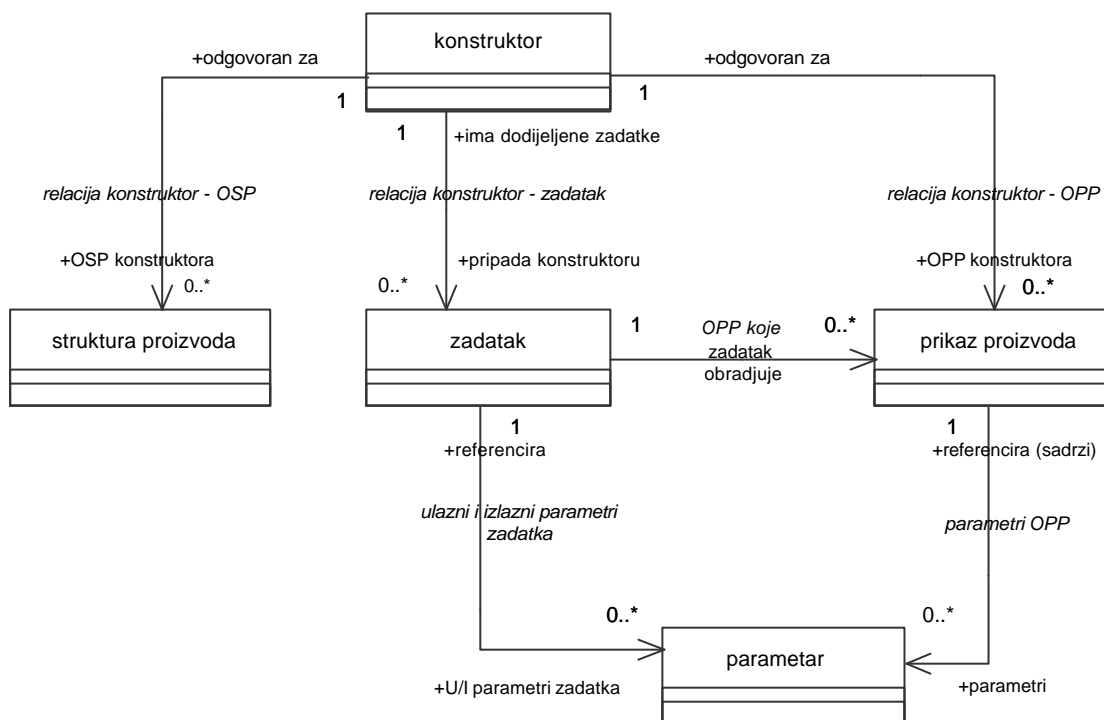 konstruktor
+odgovoran za
+odgovoran za
1
1
1
+ima dodijeljene zadatke
relacija konstruktor - OSP
relacija konstruktor - zadatak
relacija konstruktor - OPP
+OSP konstruktora
+pripada konstruktoru
+OPP konstruktora
0..*
0..*
0..*
struktura proizvoda
zadatak
prikaz proizvoda
1
OPP koje
zadatak
obradjuje
0..*
1
1
+referencira
+referencira (sadrzi)
ulazni i izlazni parametri
zadatka
parametri OPP
0..*
0..*
parametar
+U/I parametri zadatka
+parametri